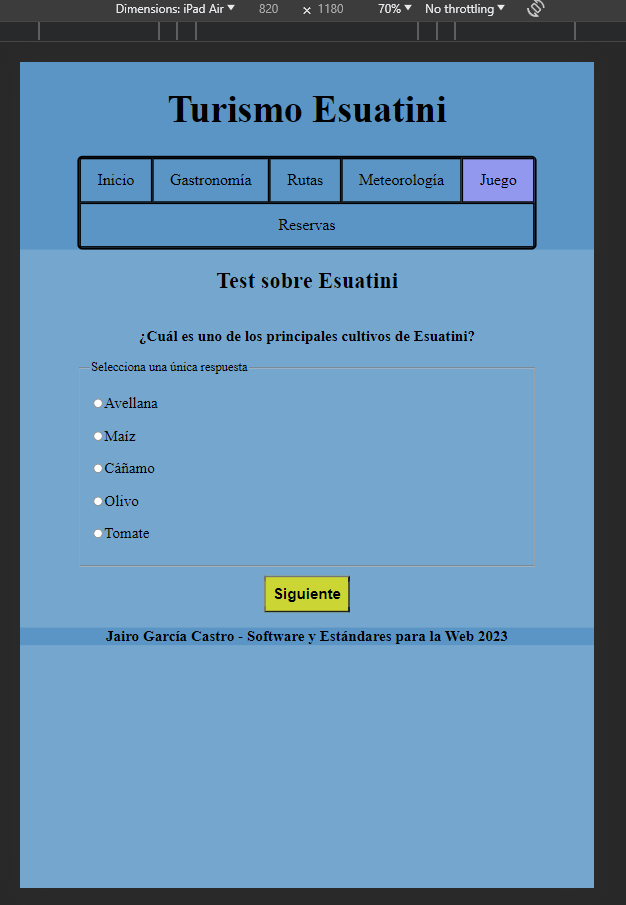 Dimensions: iPad Air ▼ 820 × 1180 70% ▼ No throttling ▼
Turismo Esuatini
Inicio Gastronomía Rutas Meteorología Juego
Reservas
Test sobre Esuatini
¿Cuál es uno de los principales cultivos de Esuatini?
Selecciona una única respuesta
Avellana
Maíz
Cáñamo
Olivo
Tomate
Siguiente
Jairo García Castro - Software y Estándares para la Web 2023